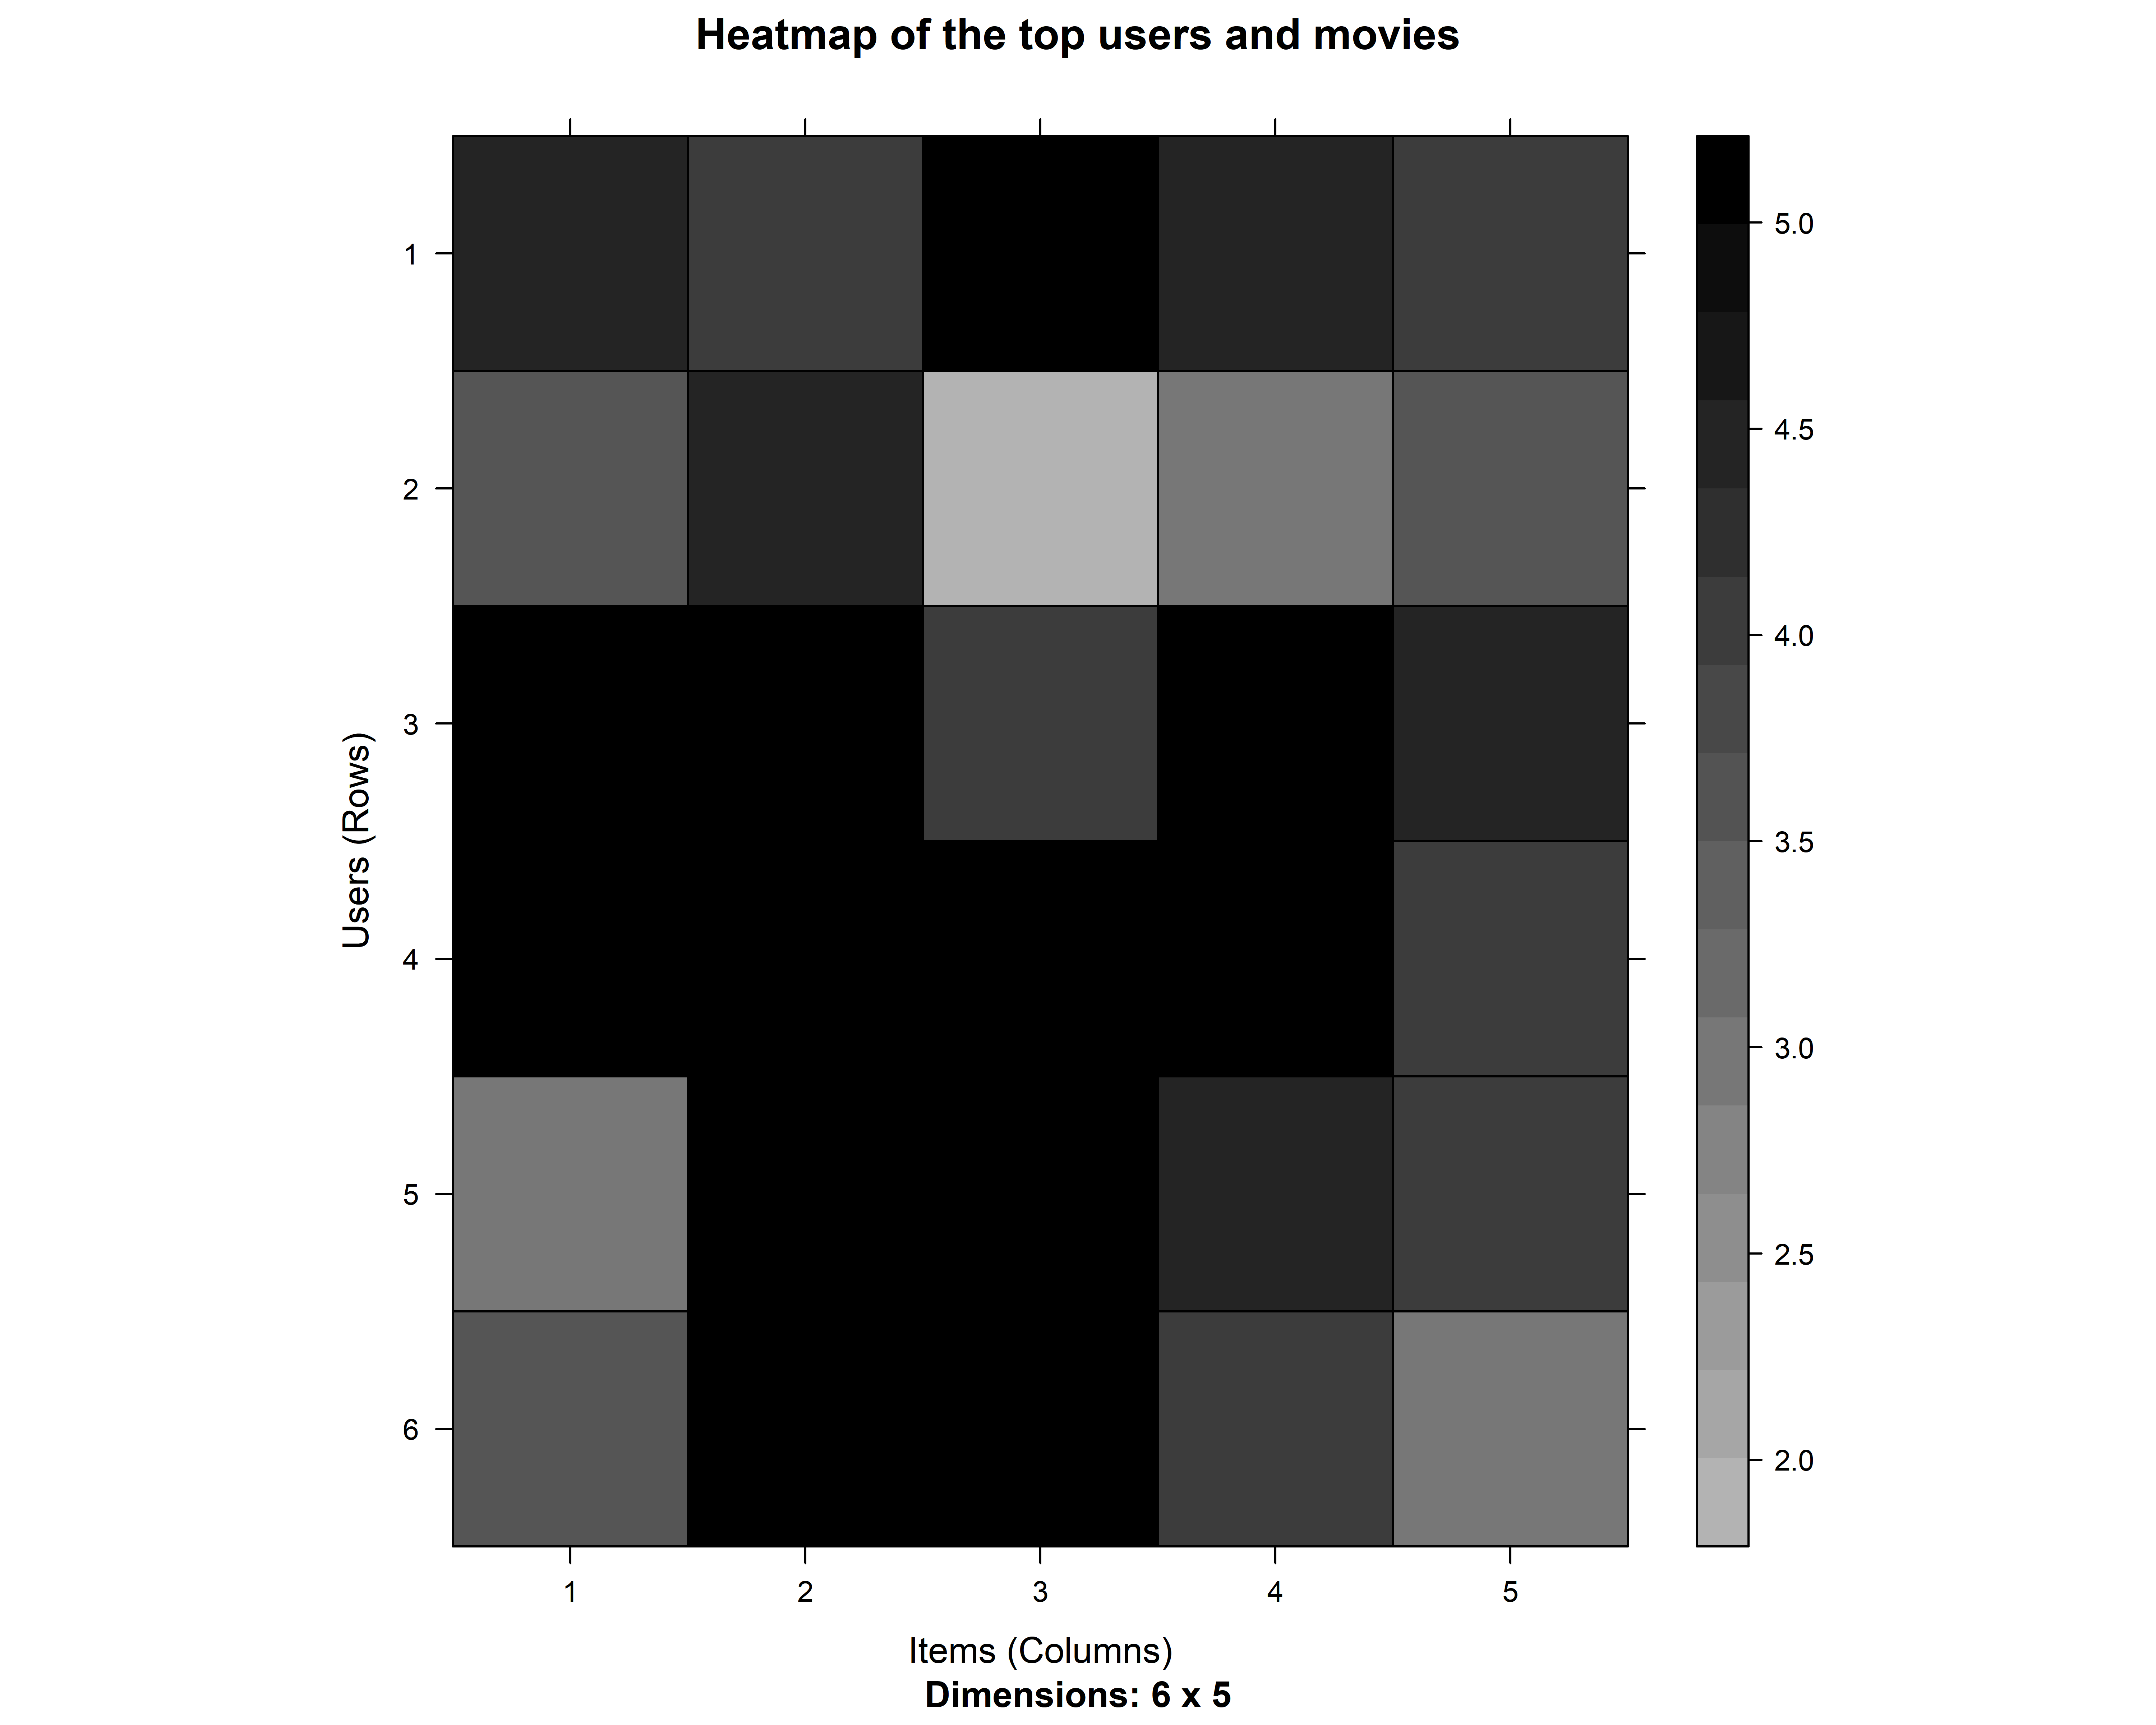 Heatmap of the top users and movies
1
2
3
4
5
6
Users (Rows)
5.0
4.5
4.0
3.5
3.0
2.5
2.0
1 2 3 4 5
Items (Columns)
Dimensions: 6 x 5